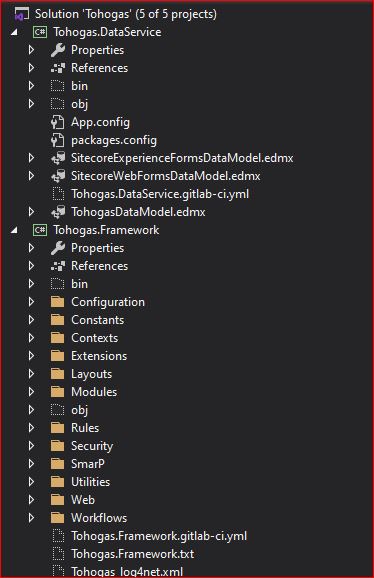 Solution 'Tohogas' (5 of 5 projects)
C# Tohogas.DataService
Properties
References
bin
obj
App.config
packages.config
SitecoreExperienceFormsDataModel.edmx
SitecoreWebFormsDataModel.edmx
Tohogas.DataService.gitlab-ci.yml
TohogasDataModel.edmx
C# Tohogas.Framework
Properties
References
bin
Configuration
Constants
Contexts
Extensions
Layouts
Modules
obj
Rules
Security
SmarP
Utilities
Web
Workflows
Tohogas.Framework.gitlab-ci.yml
Tohogas.Framework.txt
Tohogas_log4net.xml